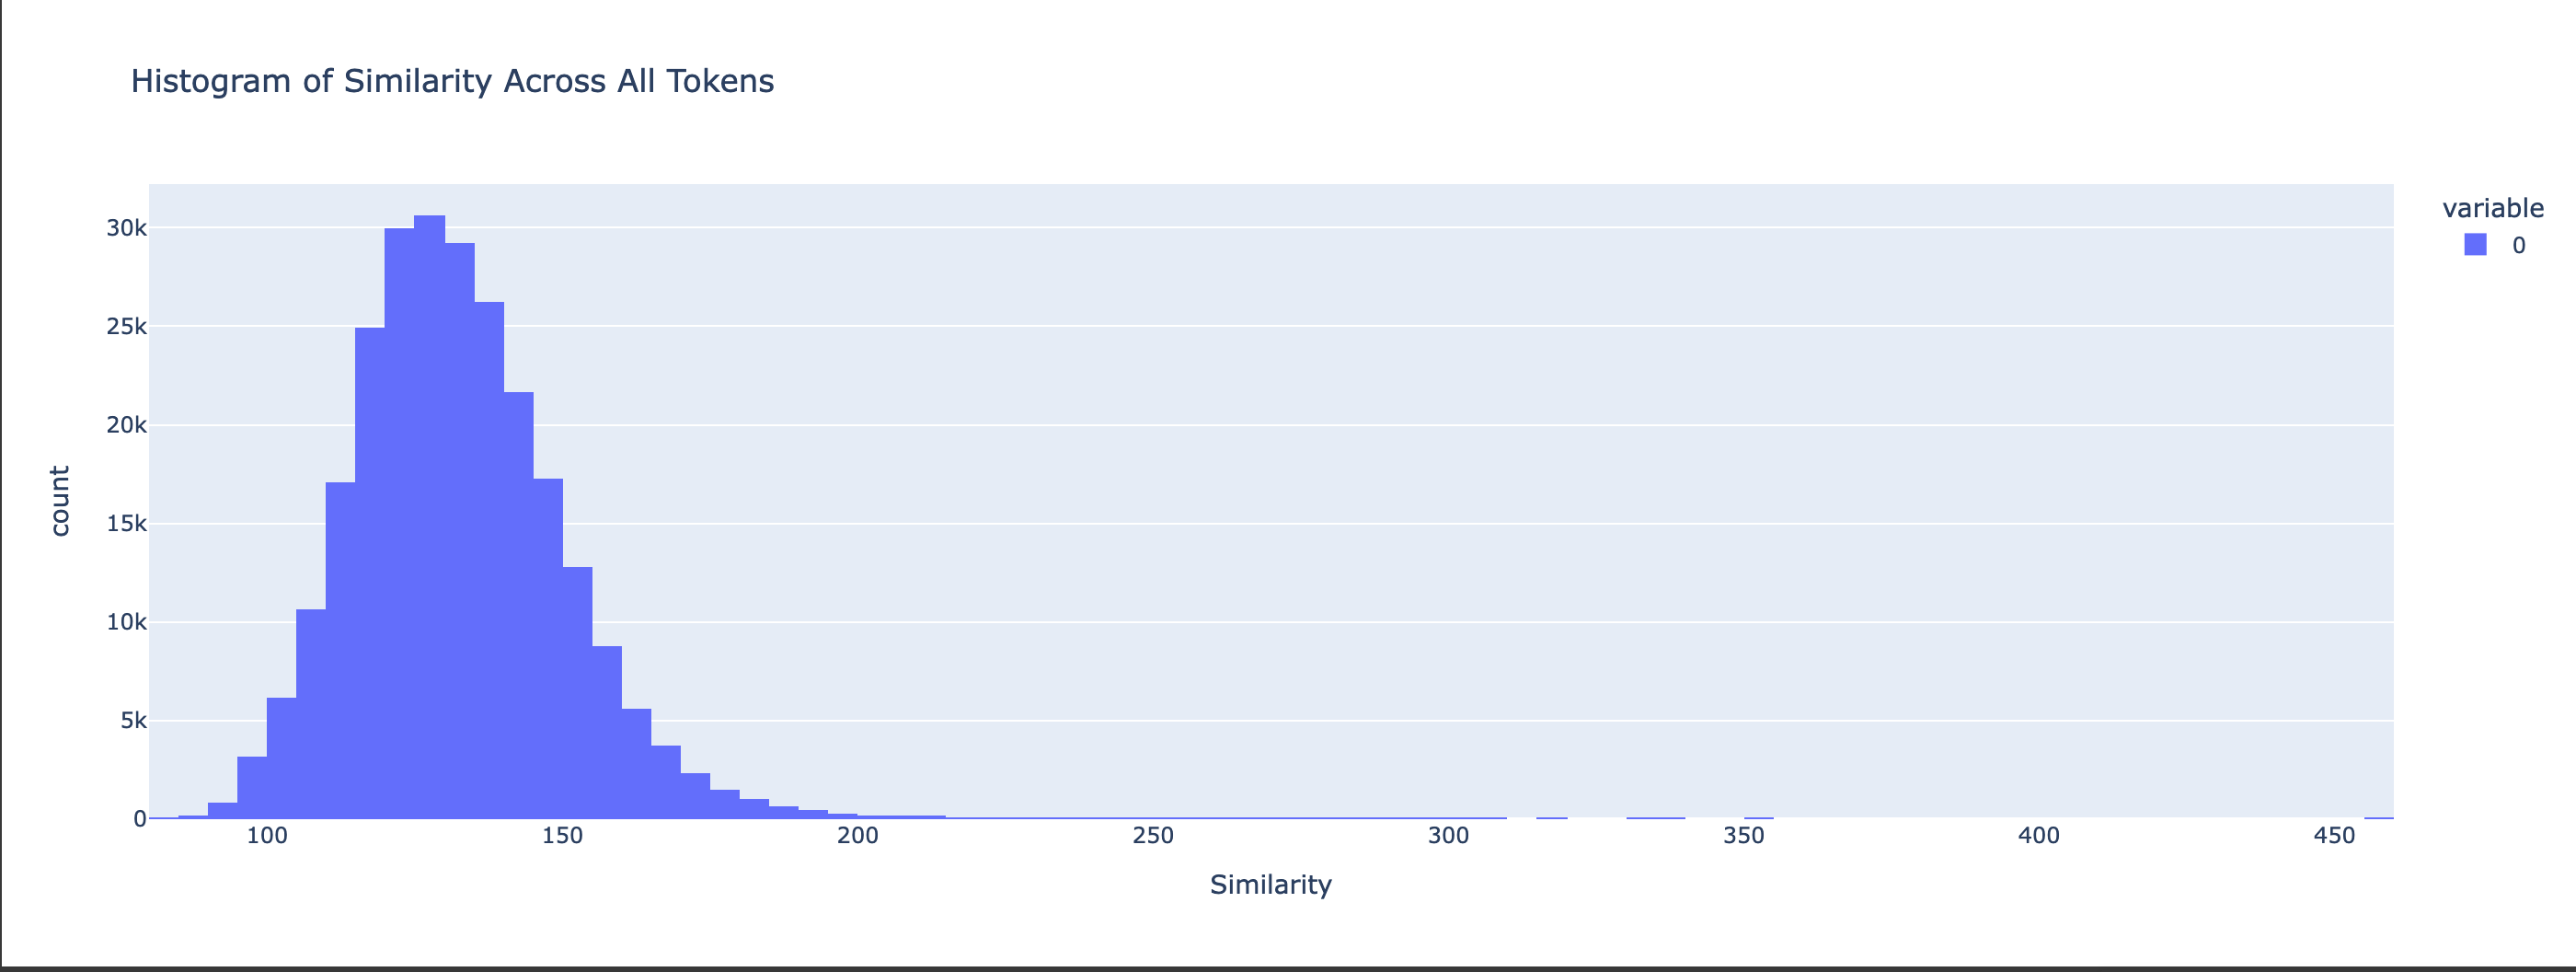 Histogram of Similarity Across All Tokens
variable
0
30k
25k
20k
15k
10k
5k
0
count
100 150 200 250 300 350 400 450
Similarity